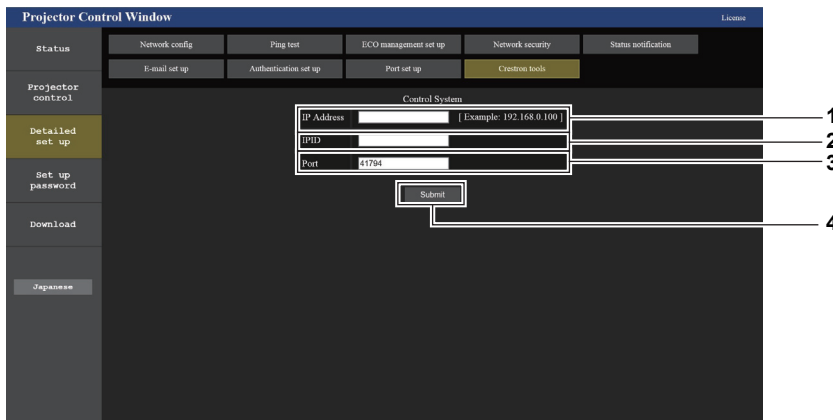 Projector Control Window License
Status
Projector
control
Detailed
set up
Set up
password
Download
Japanese
Network config Ping test ECO management set up Network security Status notification
E-mail set up Authentication set up Port set up Crestron tools
Control System
IP Address [ Example: 192.168.0.100 ] 1
IPID 2
Port 41794 3
Submit 4